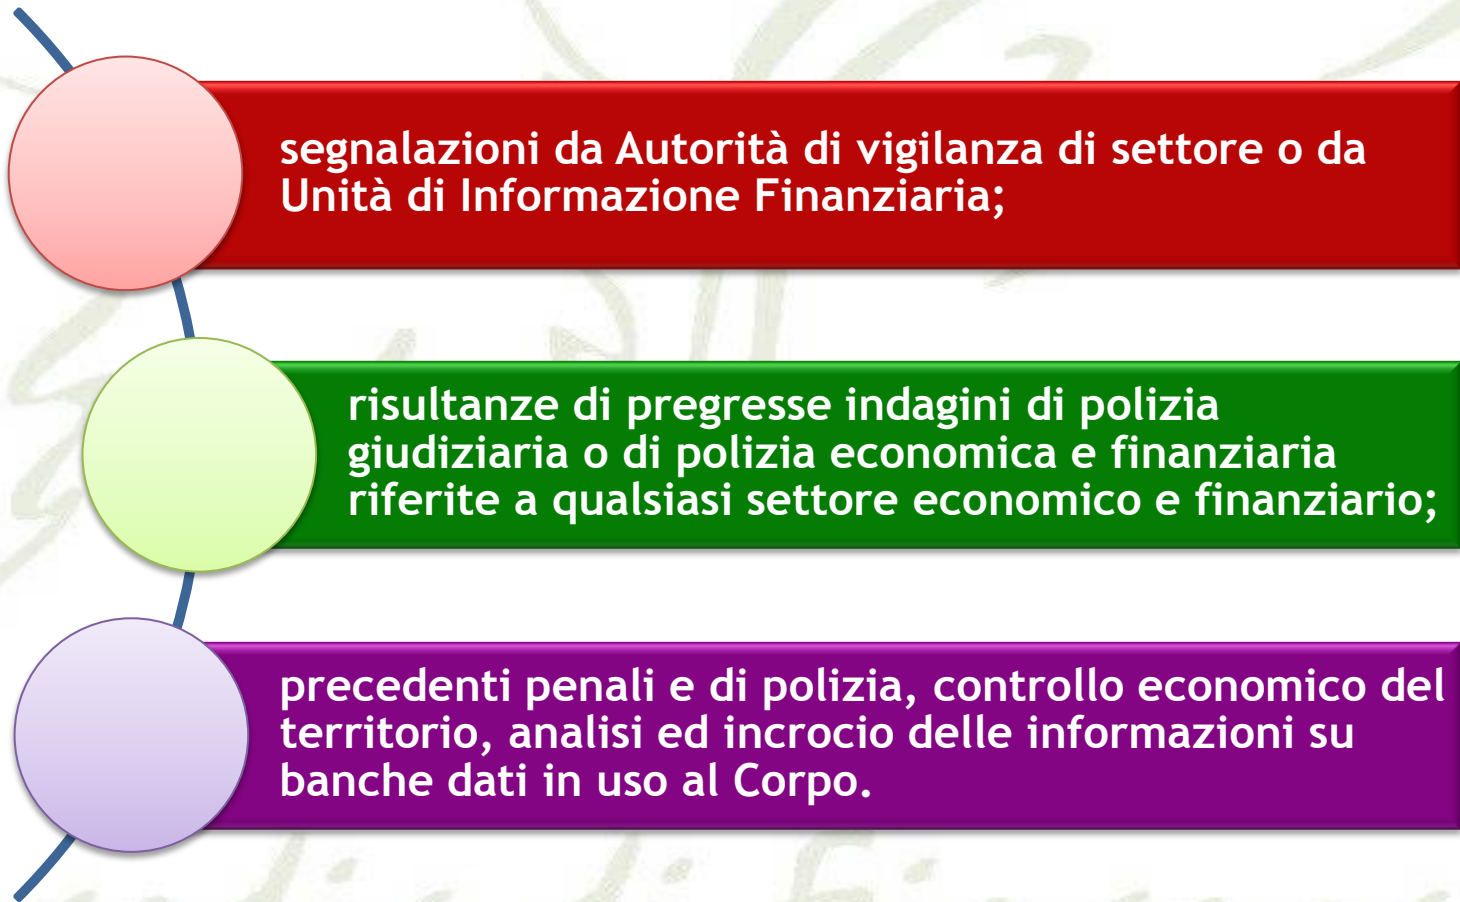 segnalazioni da Autorità di vigilanza di settore o da
Unità di Informazione Finanziaria;
risultanze di pregresse indagini di polizia
giudiziaria o di polizia economica e finanziaria
riferite a qualsiasi settore economico e finanziario;
precedenti penali e di polizia, controllo economico del
territorio, analisi ed incrocio delle informazioni su
banche dati in uso al Corpo.